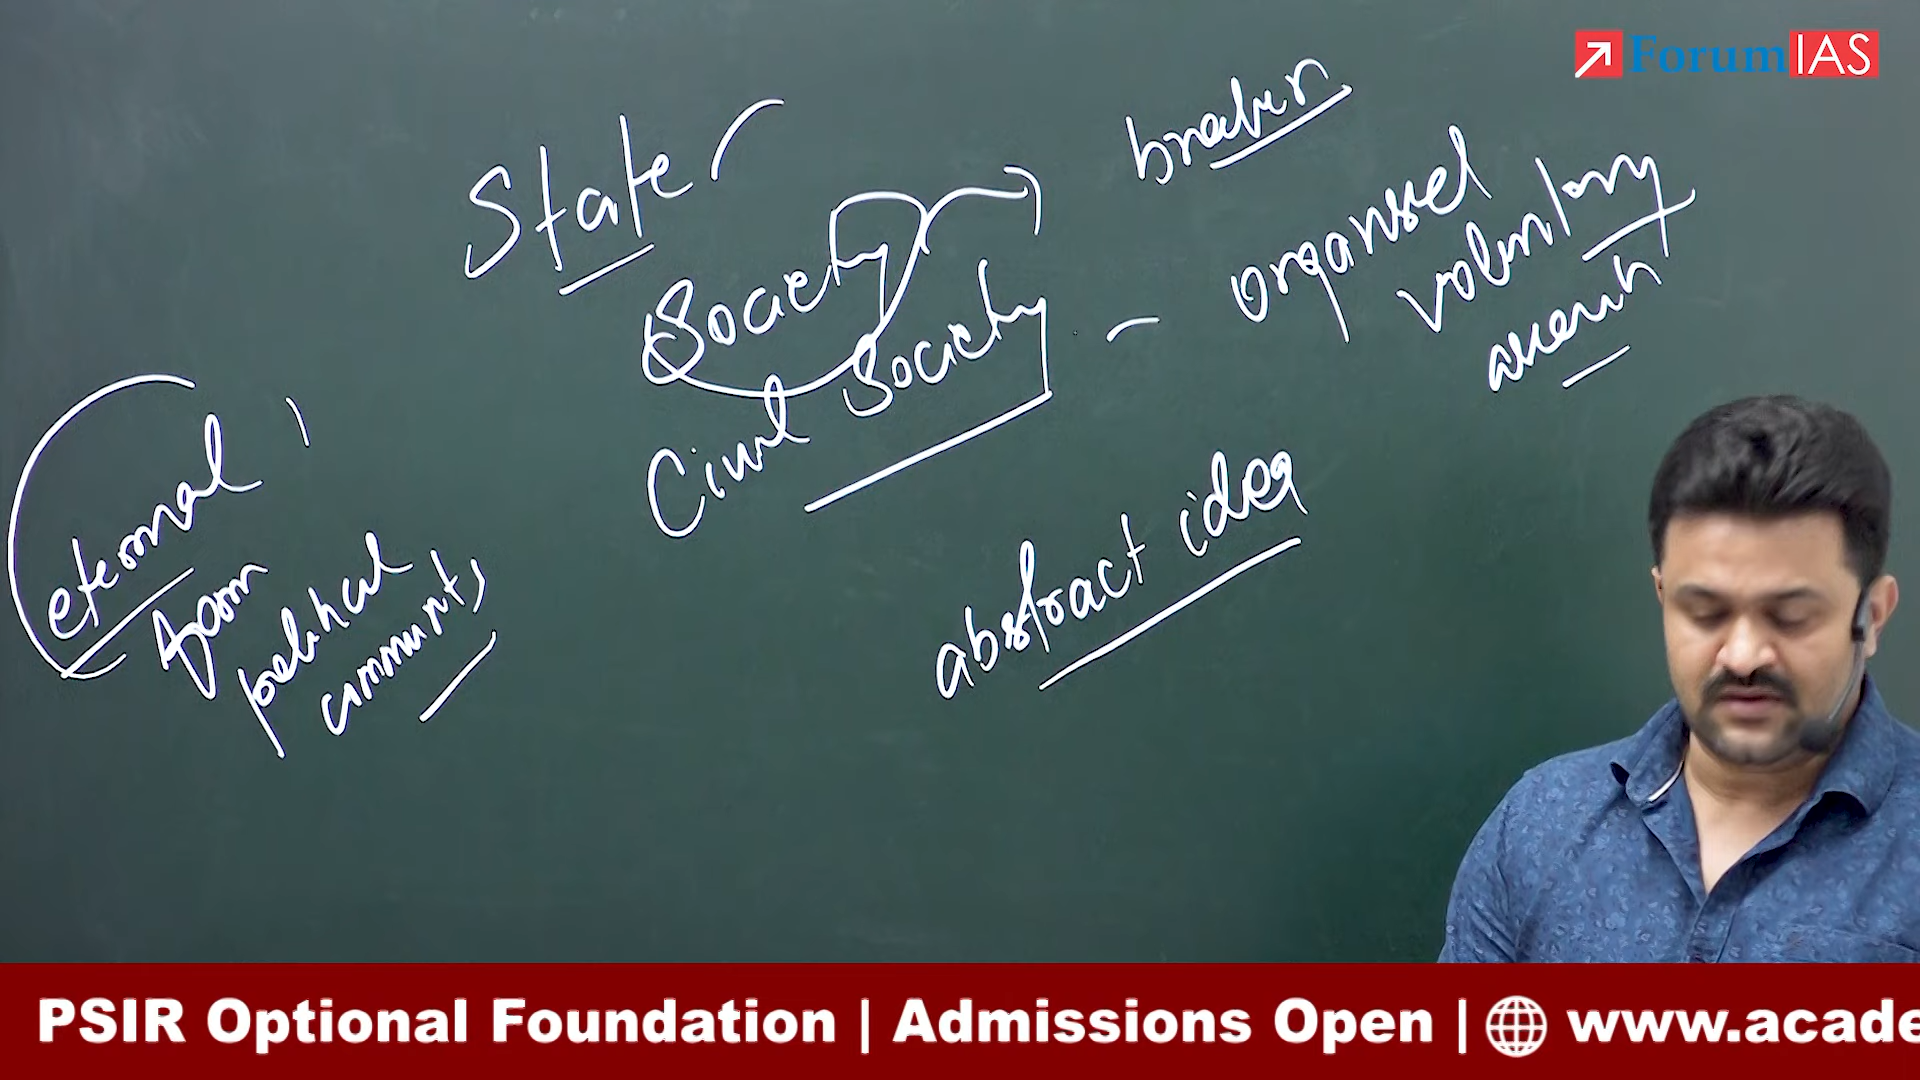 ForumIAS
State
broader
Society
organised
voluntary
Civil Society
eternal
abstract idea
form
political
community
PSIR Optional Foundation | Admissions Open | www.acade